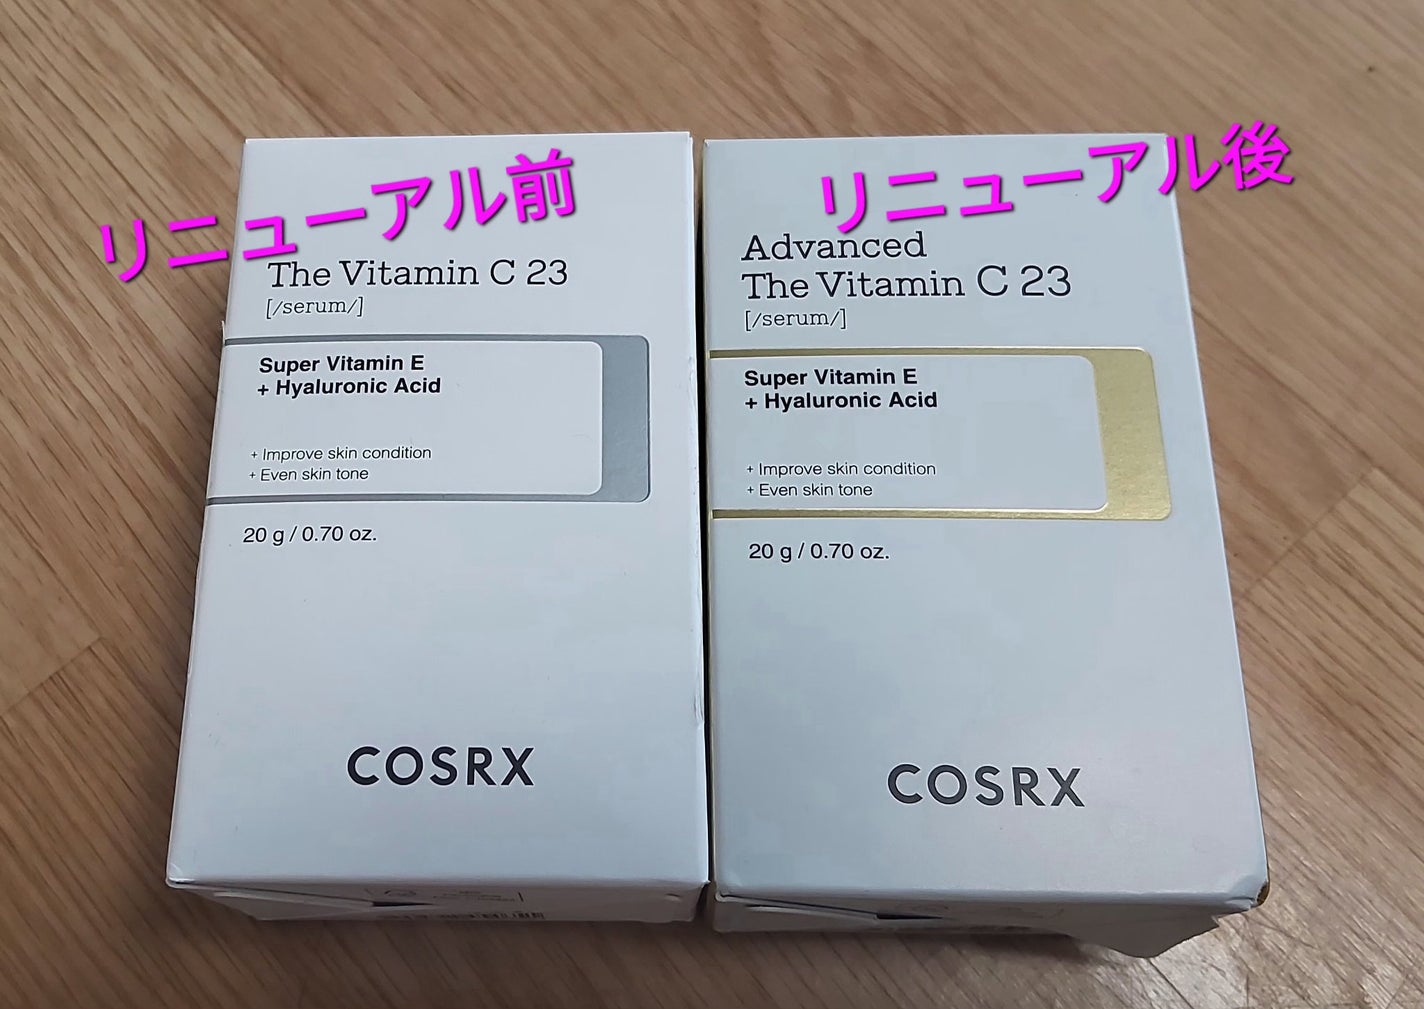 リニューアル前
The Vitamin C 23
[/serum/]
Super Vitamin E
+ Hyaluronic Acid
+ Improve skin condition
+ Even skin tone
20 g / 0.70 oz.
COSRX
リニューアル後
Advanced
The Vitamin C 23
[/serum/]
Super Vitamin E
+ Hyaluronic Acid
+ Improve skin condition
+ Even skin tone
20 g / 0.70 oz.
COSRX